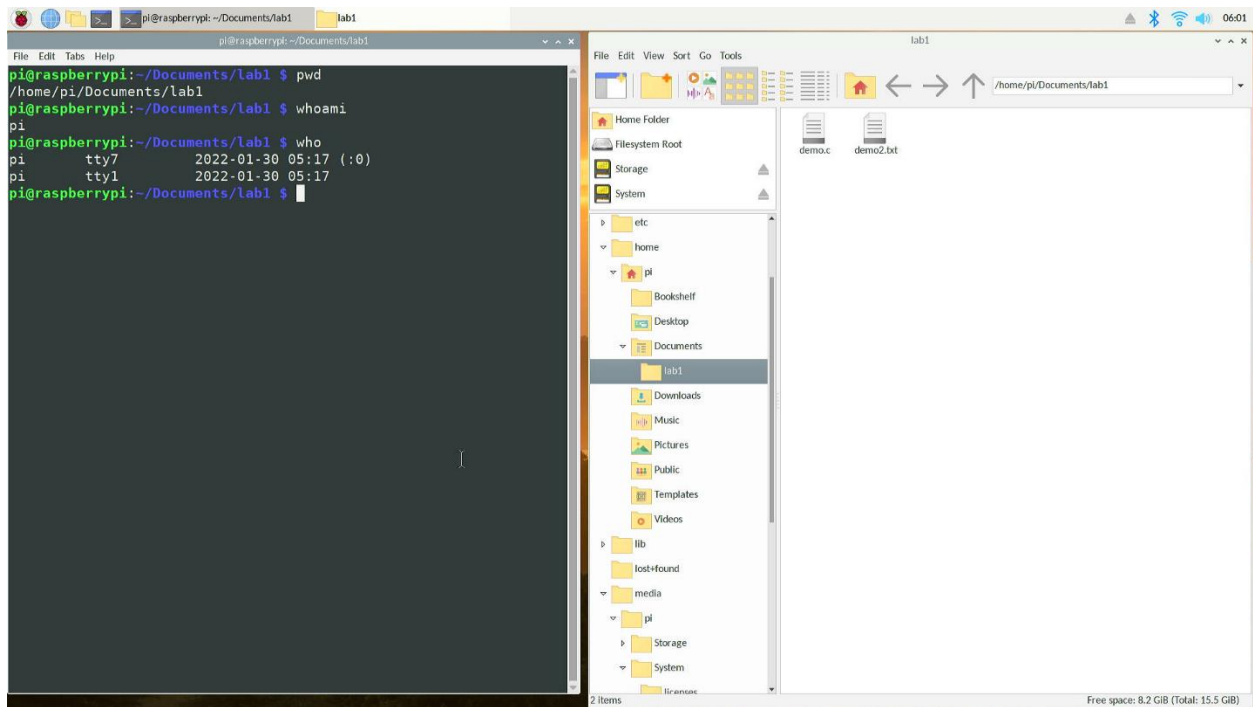 pi@raspberrypi: ~/Documents/lab1 lab1 06:01
pi@raspberrypi: ~/Documents/lab1
File Edit Tabs Help
pi@raspberrypi:~/Documents/lab1 $ pwd
/home/pi/Documents/lab1
pi@raspberrypi:~/Documents/lab1 $ whoami
pi
pi@raspberrypi:~/Documents/lab1 $ who
pi tty7 2022-01-30 05:17 (:0)
pi tty1 2022-01-30 05:17
pi@raspberrypi:~/Documents/lab1 $
lab1
File Edit View Sort Go Tools
/home/pi/Documents/lab1
Home Folder
Filesystem Root
Storage
System
etc
home
pi
Bookshelf
Desktop
Documents
lab1
Downloads
Music
Pictures
Public
Templates
Videos
lib
lost+found
media
pi
Storage
System
licenses
demo.c demo2.txt
2 items Free space: 8.2 GiB (Total: 15.5 GiB)